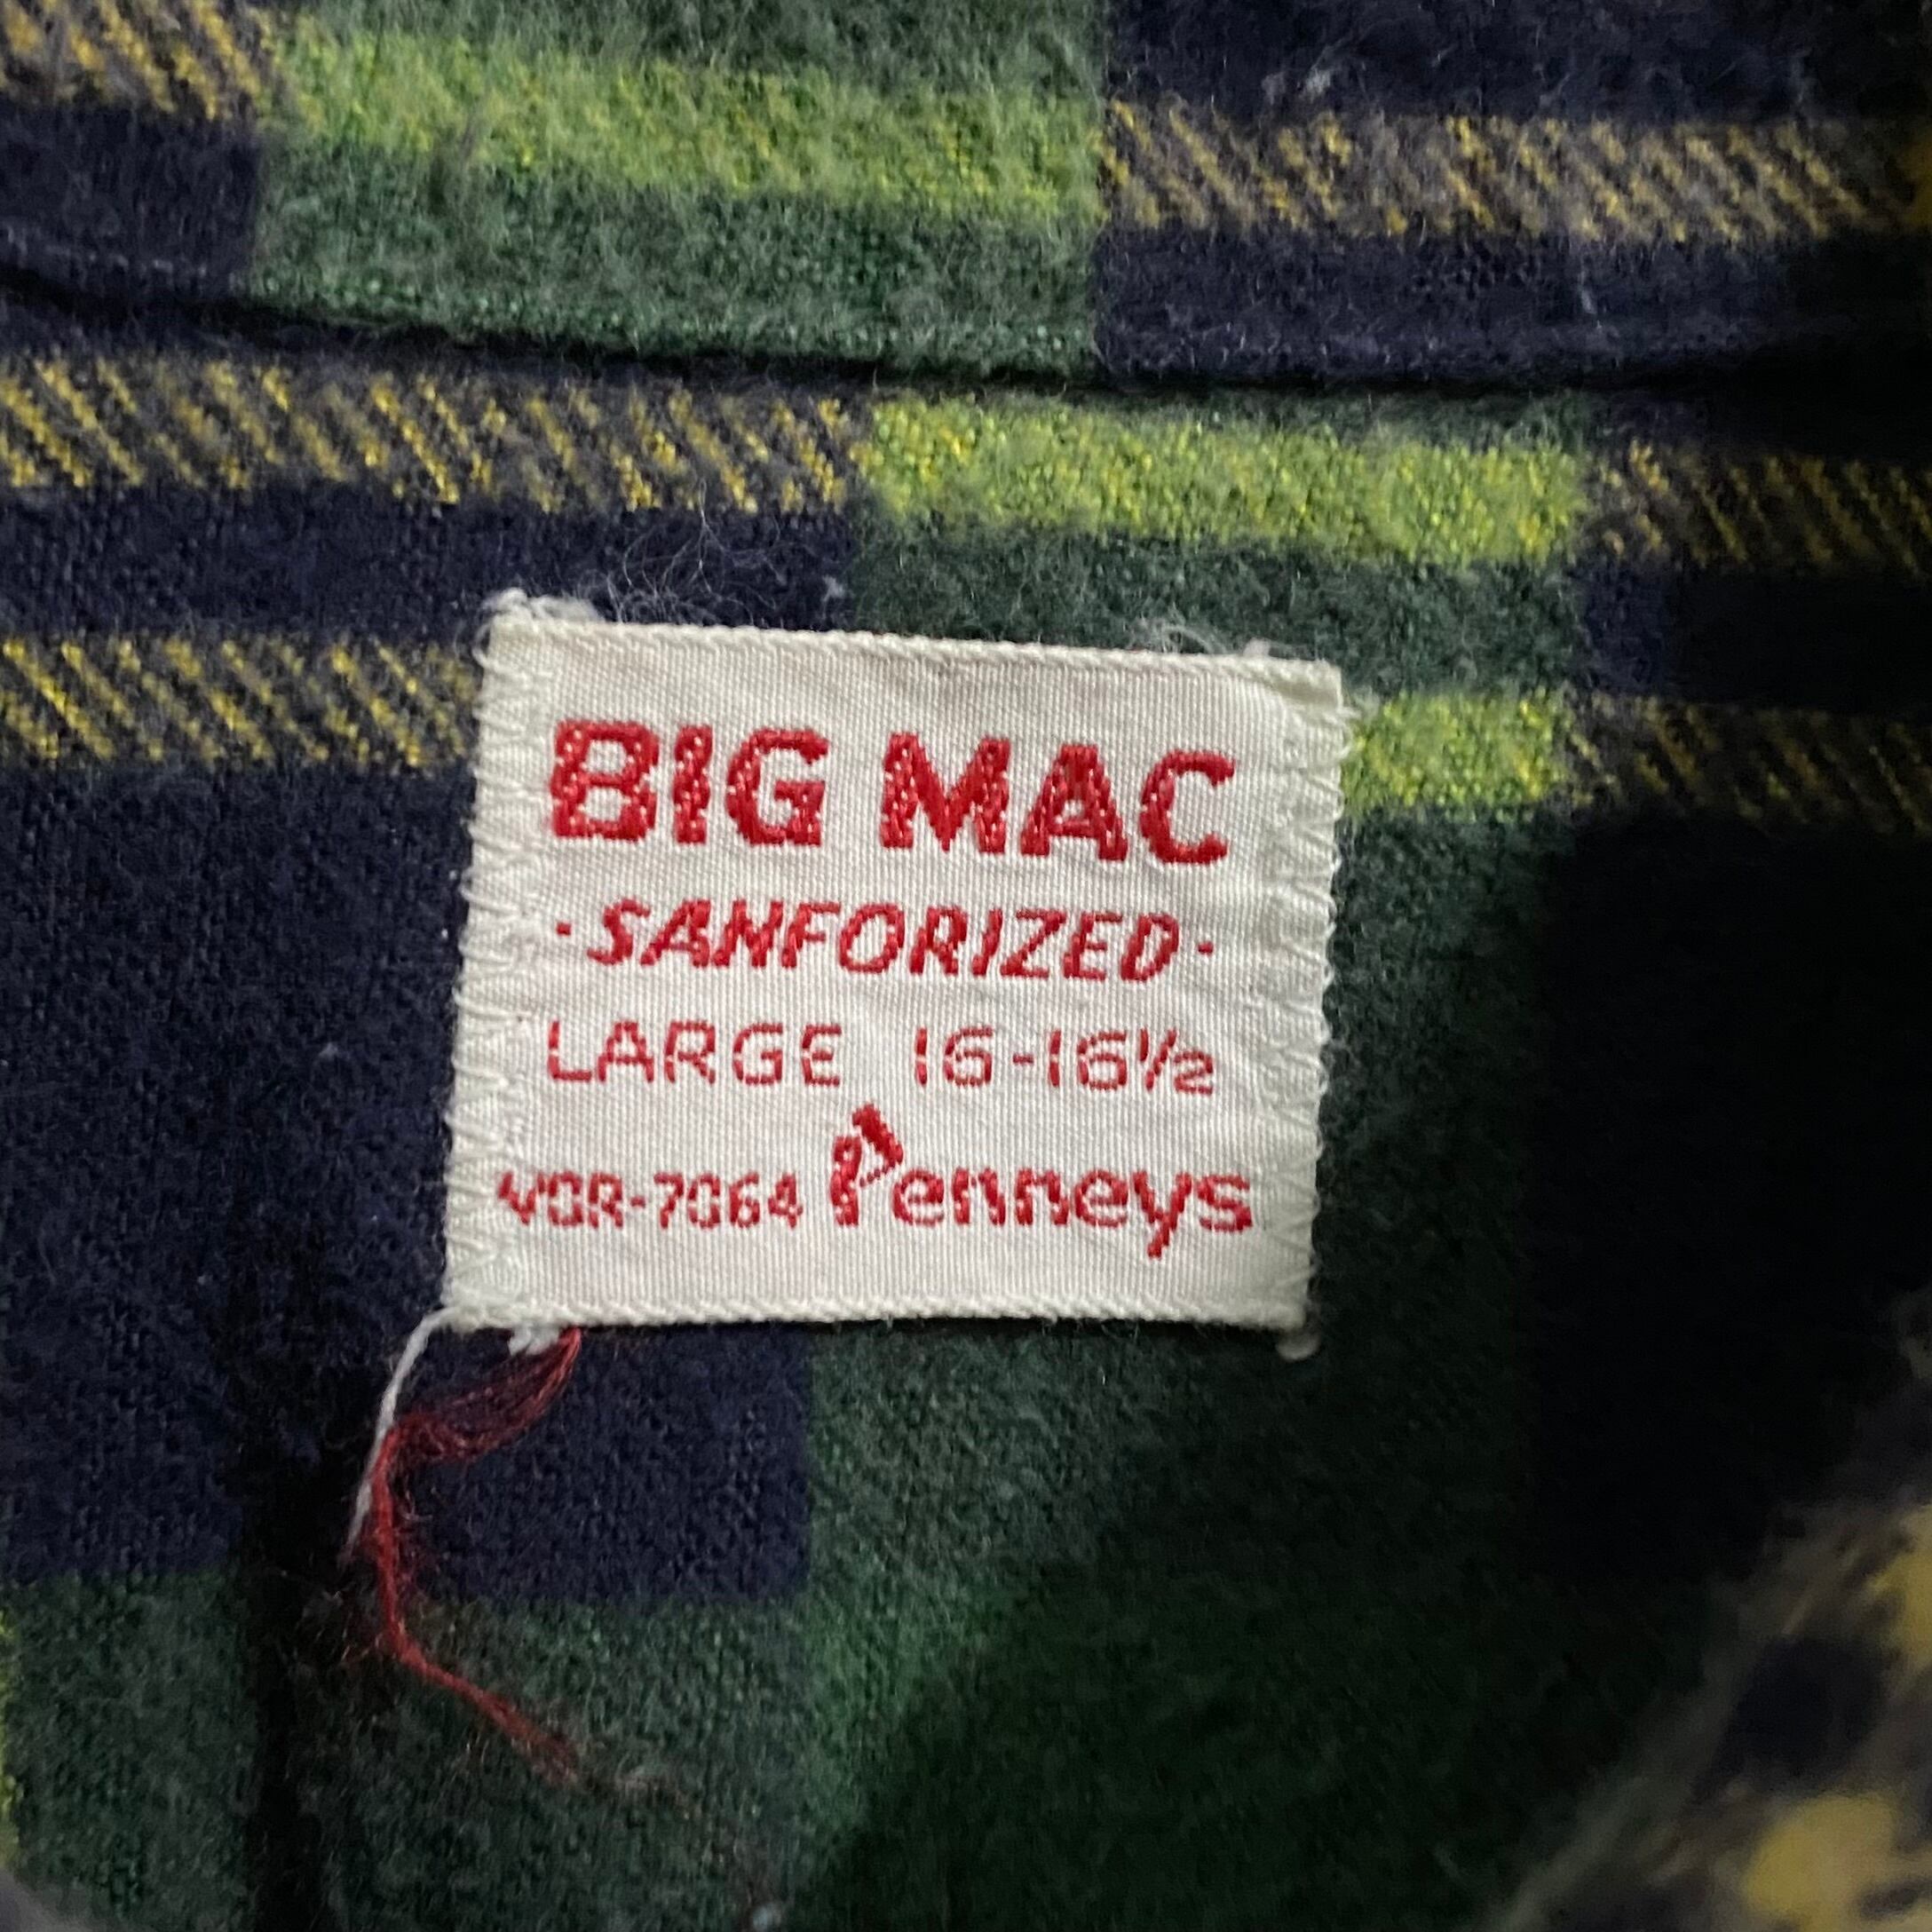 BIG MAC
·SANFORIZED·
LARGE 16-16½
VOR-7064 Penneys